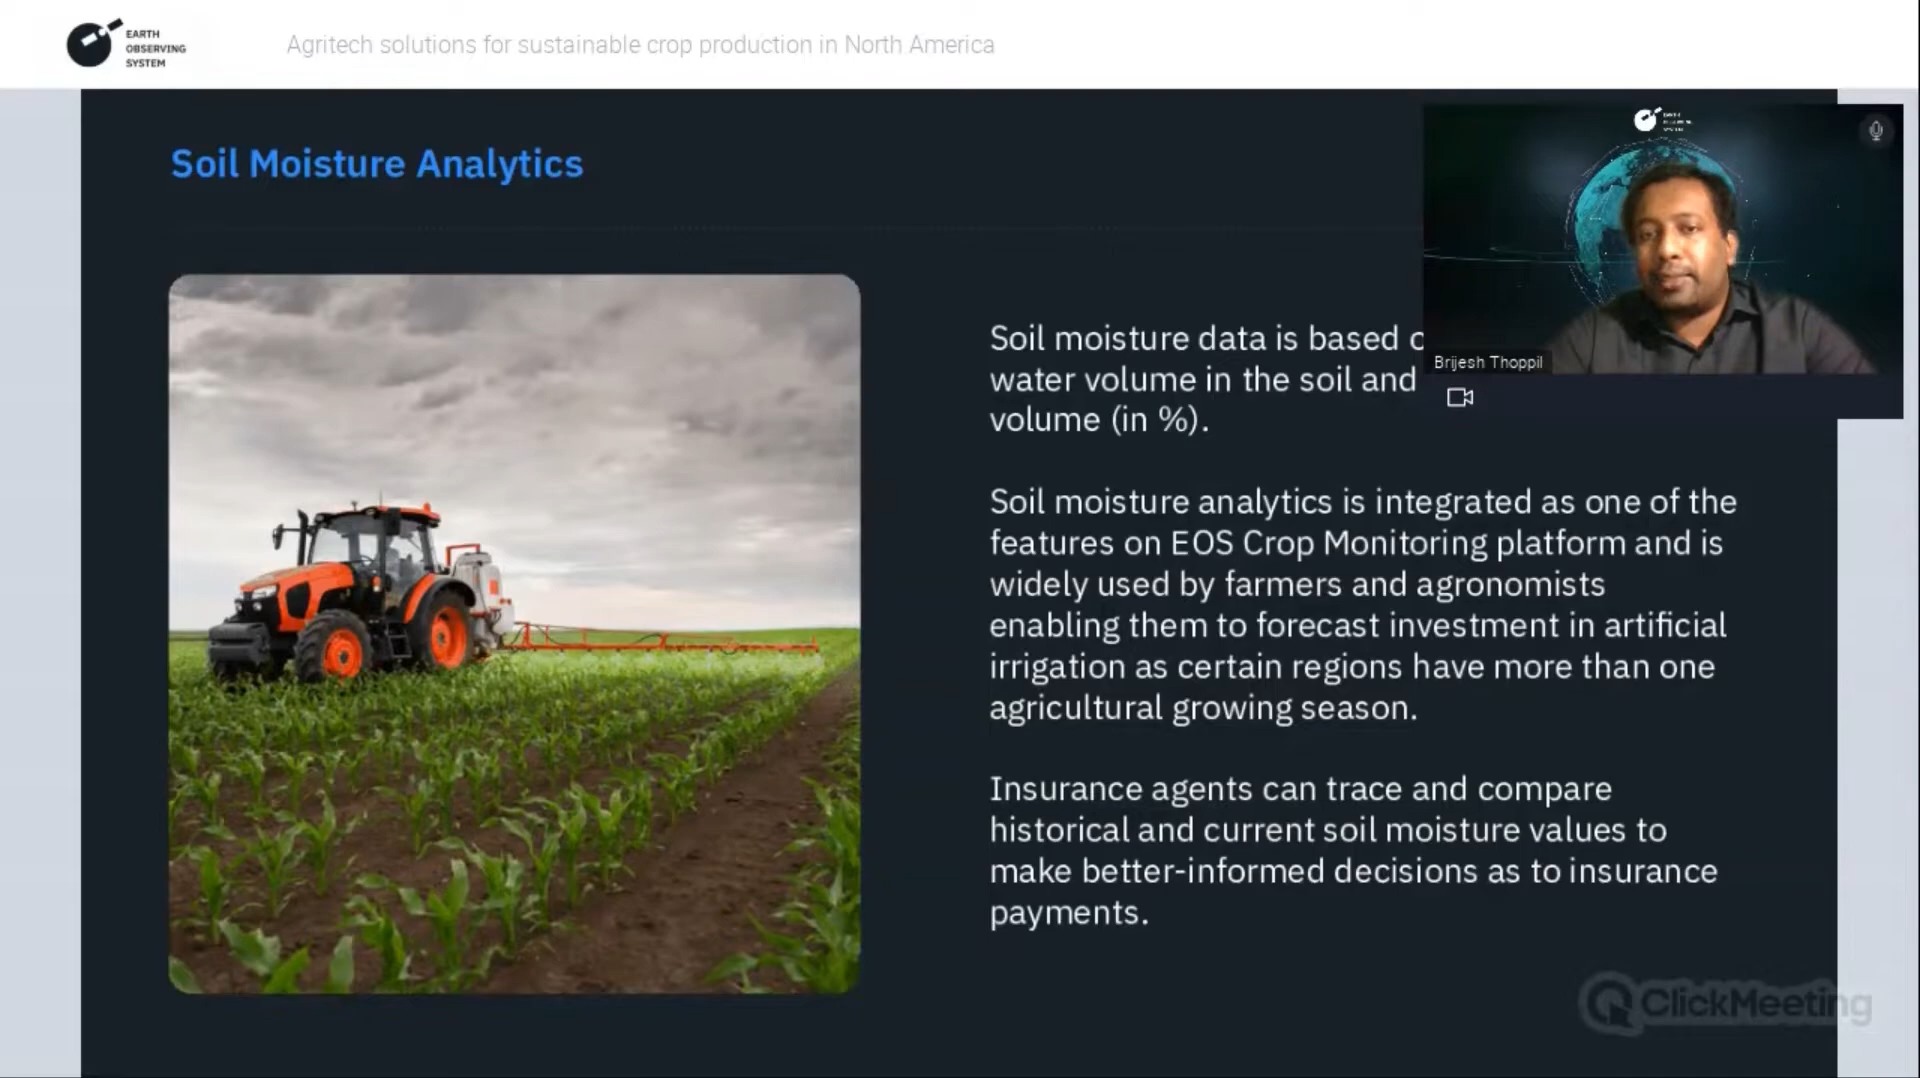 EARTH
OBSERVING
SYSTEM
Agritech solutions for sustainable crop production in North America
Soil Moisture Analytics
Brijesh Thoppil
Soil moisture data is based
water volume in the soil and
volume (in %).
Soil moisture analytics is integrated as one of the
features on EOS Crop Monitoring platform and is
widely used by farmers and agronomists
enabling them to forecast investment in artificial
irrigation as certain regions have more than one
agricultural growing season.
Insurance agents can trace and compare
historical and current soil moisture values to
make better-informed decisions as to insurance
payments.
ClickMeeting